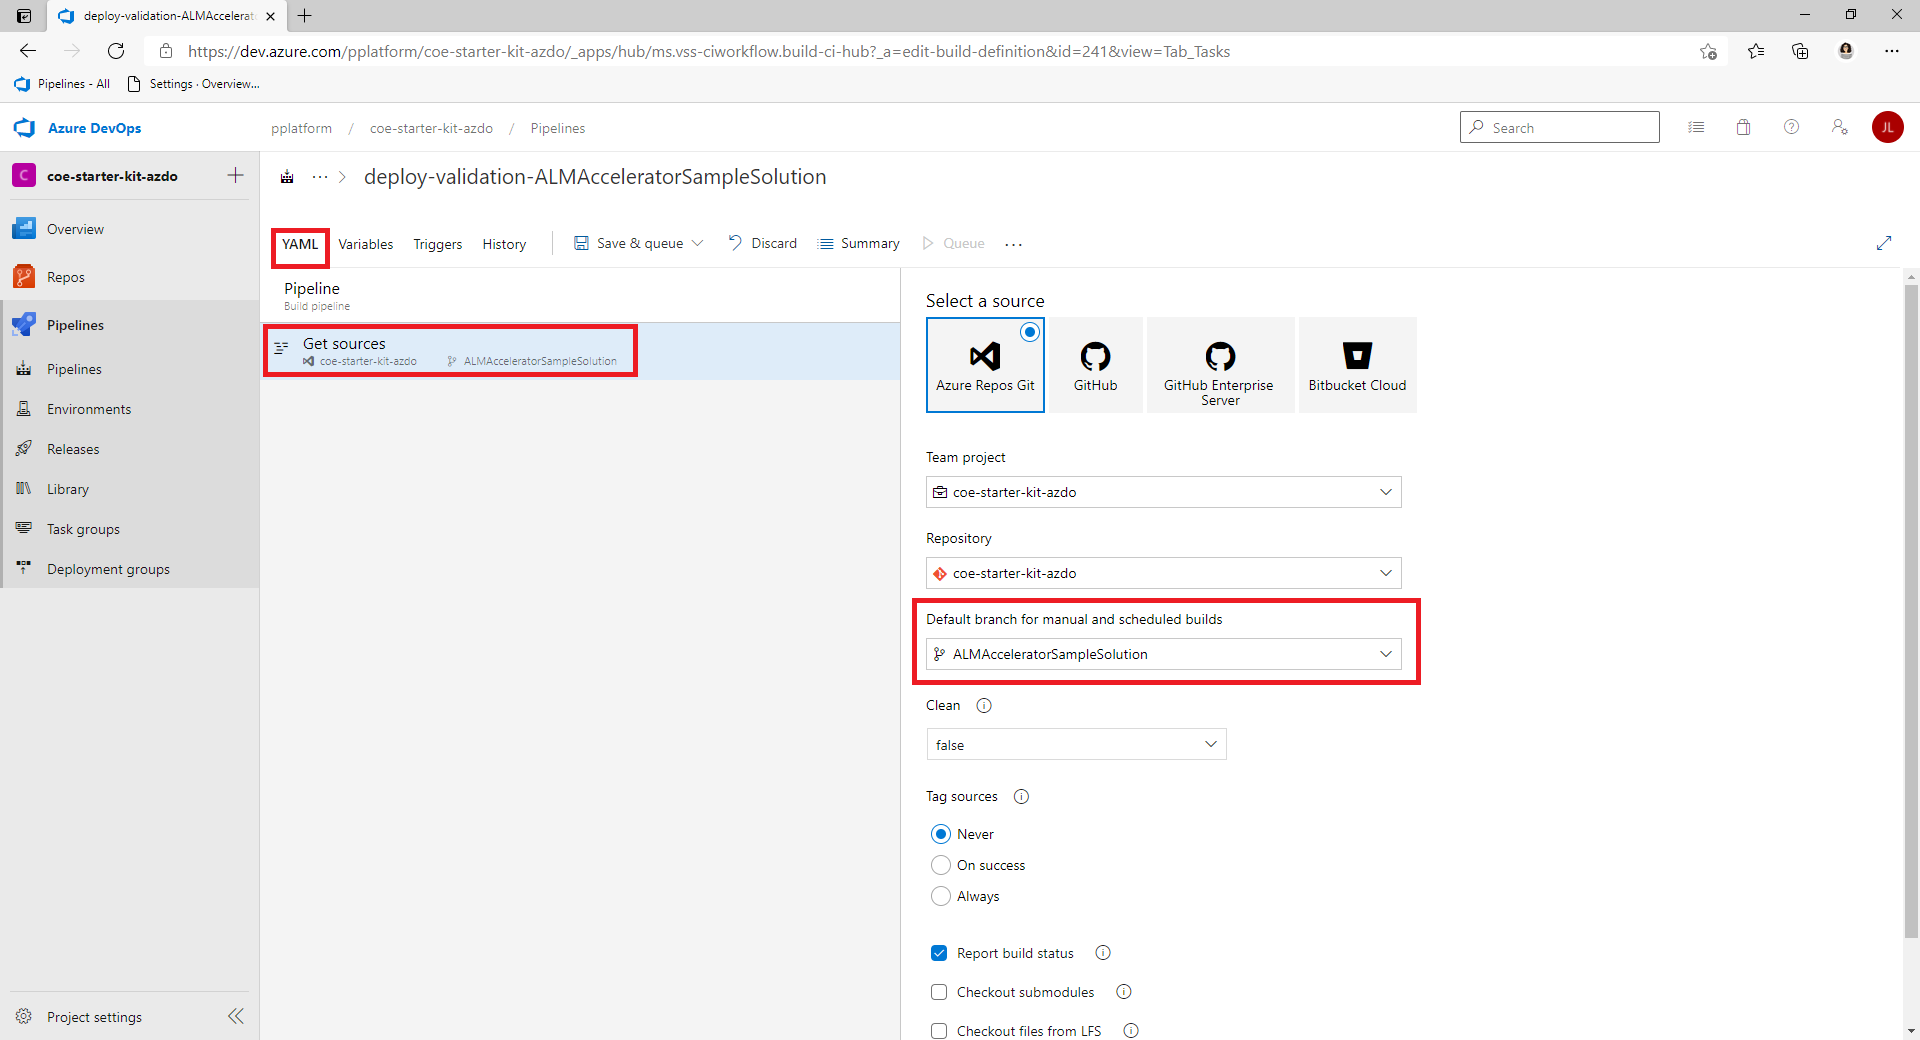 deploy-validation-ALMAccelerat
https://dev.azure.com/pplatform/coe-starter-kit-azdo/_apps/hub/ms.vss-ciworkflow.build-ci-hub?_a=edit-build-definition&id=241&view=Tab_Tasks
Pipelines - All
Settings · Overview...
Azure DevOps
pplatform / coe-starter-kit-azdo / Pipelines
Search
JL
C
coe-starter-kit-azdo
Overview
Repos
Pipelines
Pipelines
Environments
Releases
Library
Task groups
Deployment groups
Project settings
deploy-validation-ALMAcceleratorSampleSolution
YAML Variables Triggers History Save & queue Discard Summary Queue ...
Pipeline
Build pipeline
Get sources
coe-starter-kit-azdo ALMAcceleratorSampleSolution
Select a source
Azure Repos Git
GitHub
GitHub Enterprise
Server
Bitbucket Cloud
Team project
coe-starter-kit-azdo
Repository
coe-starter-kit-azdo
Default branch for manual and scheduled builds
ALMAcceleratorSampleSolution
Clean
false
Tag sources
Never
On success
Always
Report build status
Checkout submodules
Checkout files from LFS